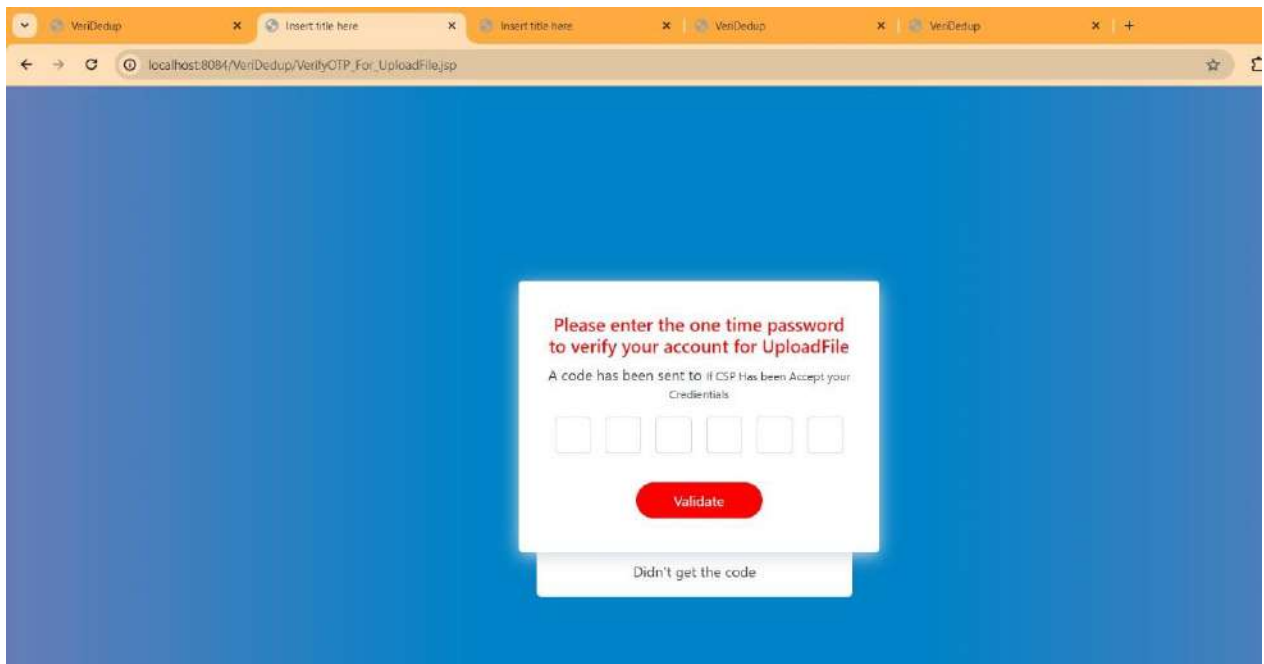 VeriDedup
Insert title here
Insert title here
VeriDedup
VeriDedup
localhost:8084/VeriDedup/VerifyOTP_For_UploadFile.jsp
Please enter the one time password
to verify your account for UploadFile
A code has been sent to If CSP Has been Accept your
Credientials
Validate
Didn't get the code